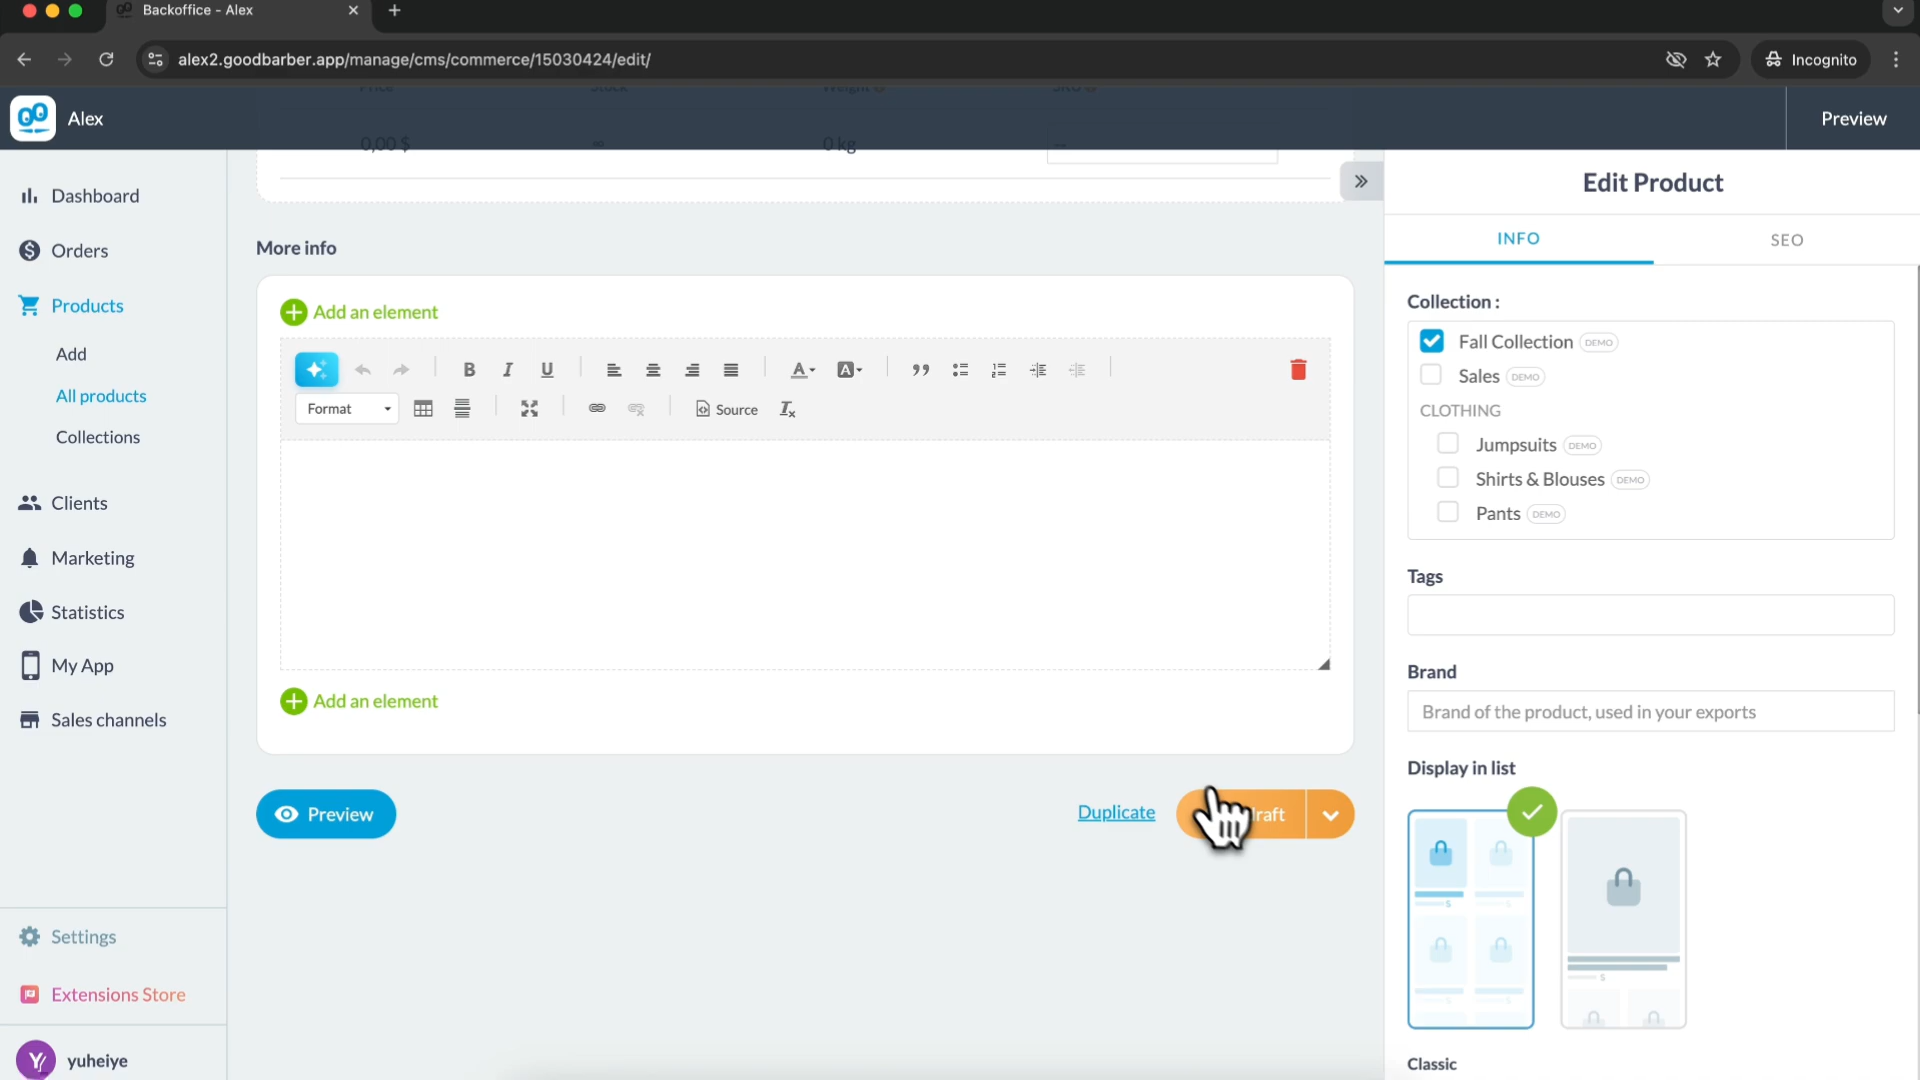 Backoffice - Alex
alex2.goodbarber.app/manage/cms/commerce/15030424/edit/
Incognito
Alex
Preview
Price
Stock
Weight
SKU
0,00 $
∞
0 kg
Dashboard
Orders
Products
Add
All products
Collections
Clients
Marketing
Statistics
My App
Sales channels
Settings
Extensions Store
Y
yuheiye
More info
Add an element
B I U
Format
Source
Add an element
Preview
Duplicate
raft
Edit Product
INFO
SEO
Collection :
Fall Collection DEMO
Sales DEMO
CLOTHING
Jumpsuits DEMO
Shirts & Blouses DEMO
Pants DEMO
Tags
Brand
Brand of the product, used in your exports
Display in list
Classic